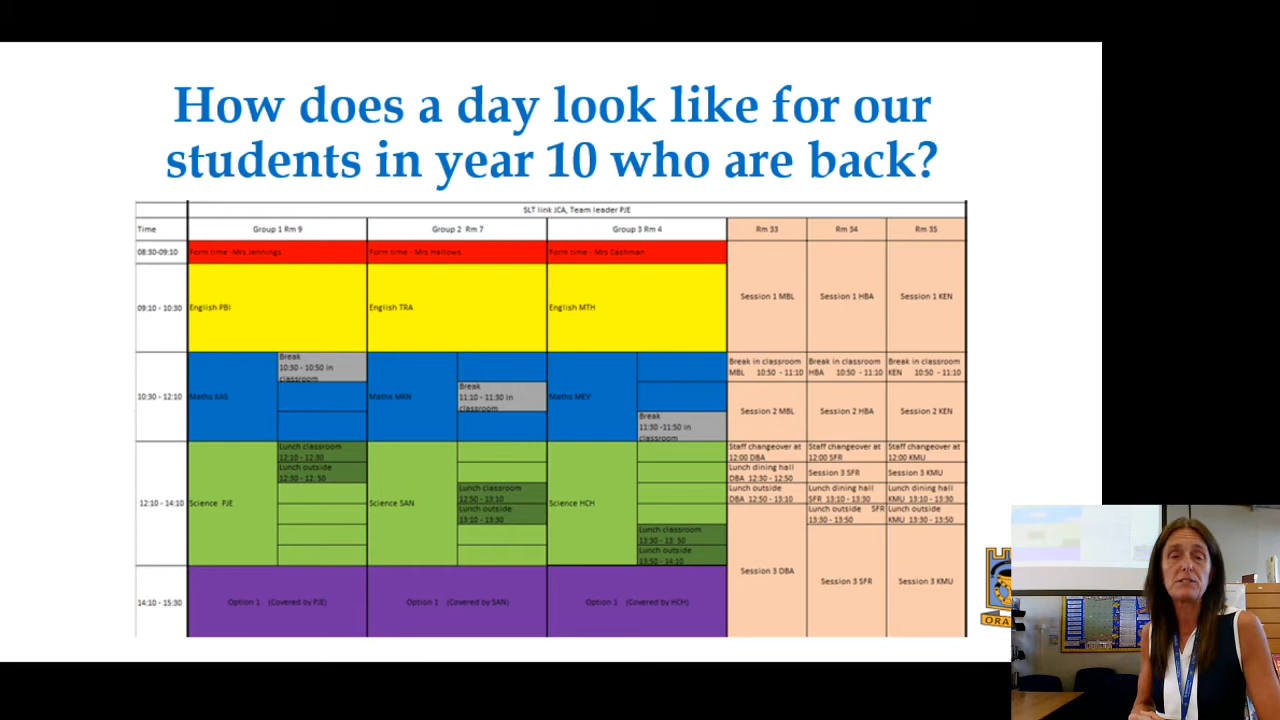 How does a day look like for our
students in year 10 who are back?
SLT link JCA, Team leader PJE
Time
Group 1 Rm 9
Group 2 Rm 7
Group 3 Rm 4
Rm 33
Rm 34
Rm 35
08:30-09:10
Form time -Mrs Jennings
Form time - Mrs Hallows
Form time - Mrs Cashman
09:10 - 10:30
English PBI
English TRA
English MTH
Session 1 MBL
Session 1 HBA
Session 1 KEN
10:30 - 12:10
Maths KAS
Break
10:30 - 10:50 in
classroom
Maths MKN
Break
11:10 - 11:30 in
classroom
Maths MEV
Break
11:30 -11:50 in
classroom
Break in classroom
MBL 10:50 - 11:10
Break in classroom
HBA 10:50 - 11:10
Break in classroom
KEN 10:50 - 11:10
Session 2 MBL
Session 2 HBA
Session 2 KEN
12:10 - 14:10
Science PJE
Lunch classroom
12:10 - 12:30
Lunch outside
12:30 - 12: 50
Science SAN
Lunch classroom
12:50 - 13:10
Lunch outside
13:10 - 13:30
Science HCH
Lunch classroom
13:30 - 13: 50
Lunch outside
13:50 - 14:10
Staff changeover at
12:00 DBA
Staff changeover at
12:00 SFR
Staff changeover at
12:00 KMU
Lunch dining hall
DBA 12:30 - 12:50
Session 3 SFR
Session 3 KMU
Lunch outside
DBA 12:50 - 13:10
Lunch dining hall
SFR 13:10 - 13:30
Lunch dining hall
KMU 13:10 - 13:30
Lunch outside SFR
13:30 - 13:50
Lunch outside
KMU 13:30 - 13:50
Session 3 DBA
Session 3 SFR
Session 3 KMU
14:10 - 15:30
Option 1 (Covered by PJE)
Option 1 (Covered by SAN)
Option 1 (Covered by HCH)
ORA